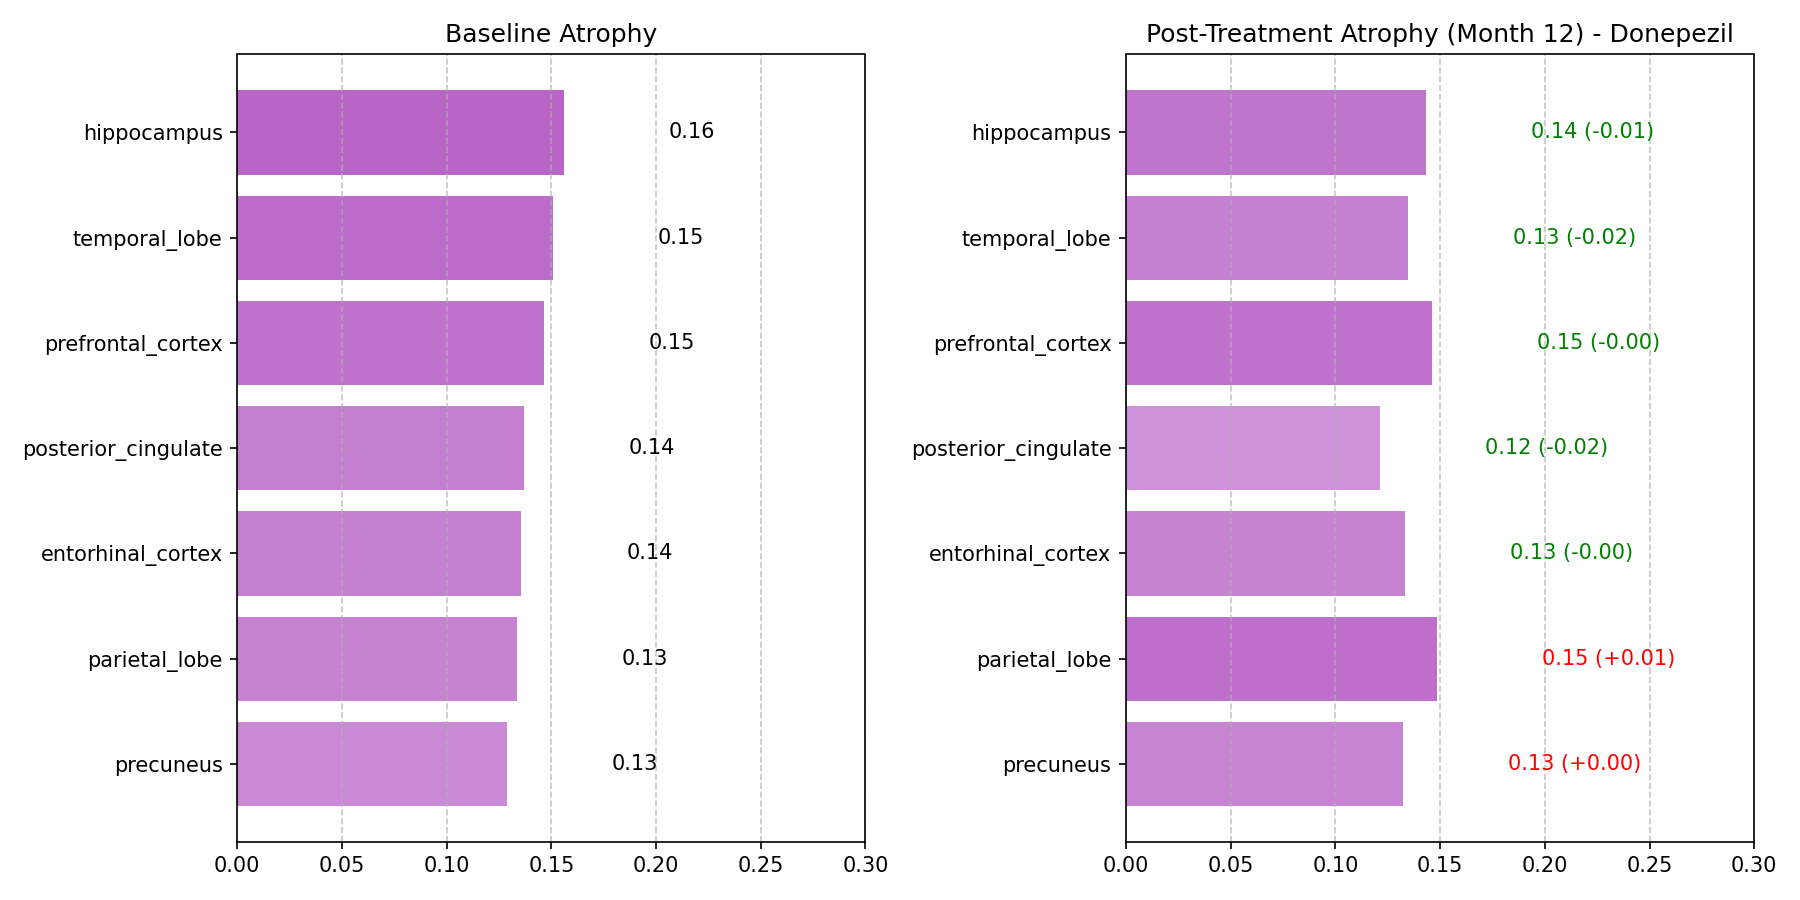 Baseline Atrophy
hippocampus 0.16
temporal_lobe 0.15
prefrontal_cortex 0.15
posterior_cingulate 0.14
entorhinal_cortex 0.14
parietal_lobe 0.13
precuneus 0.13
0.00 0.05 0.10 0.15 0.20 0.25 0.30
Post-Treatment Atrophy (Month 12) - Donepezil
hippocampus 0.14 (-0.01)
temporal_lobe 0.13 (-0.02)
prefrontal_cortex 0.15 (-0.00)
posterior_cingulate 0.12 (-0.02)
entorhinal_cortex 0.13 (-0.00)
parietal_lobe 0.15 (+0.01)
precuneus 0.13 (+0.00)
0.00 0.05 0.10 0.15 0.20 0.25 0.30